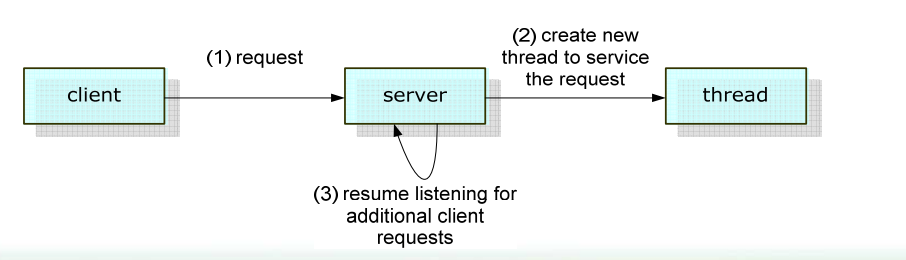 (2) create new
thread to service
the request
(1) request
client
server
thread
(3) resume listening for
additional client
requests